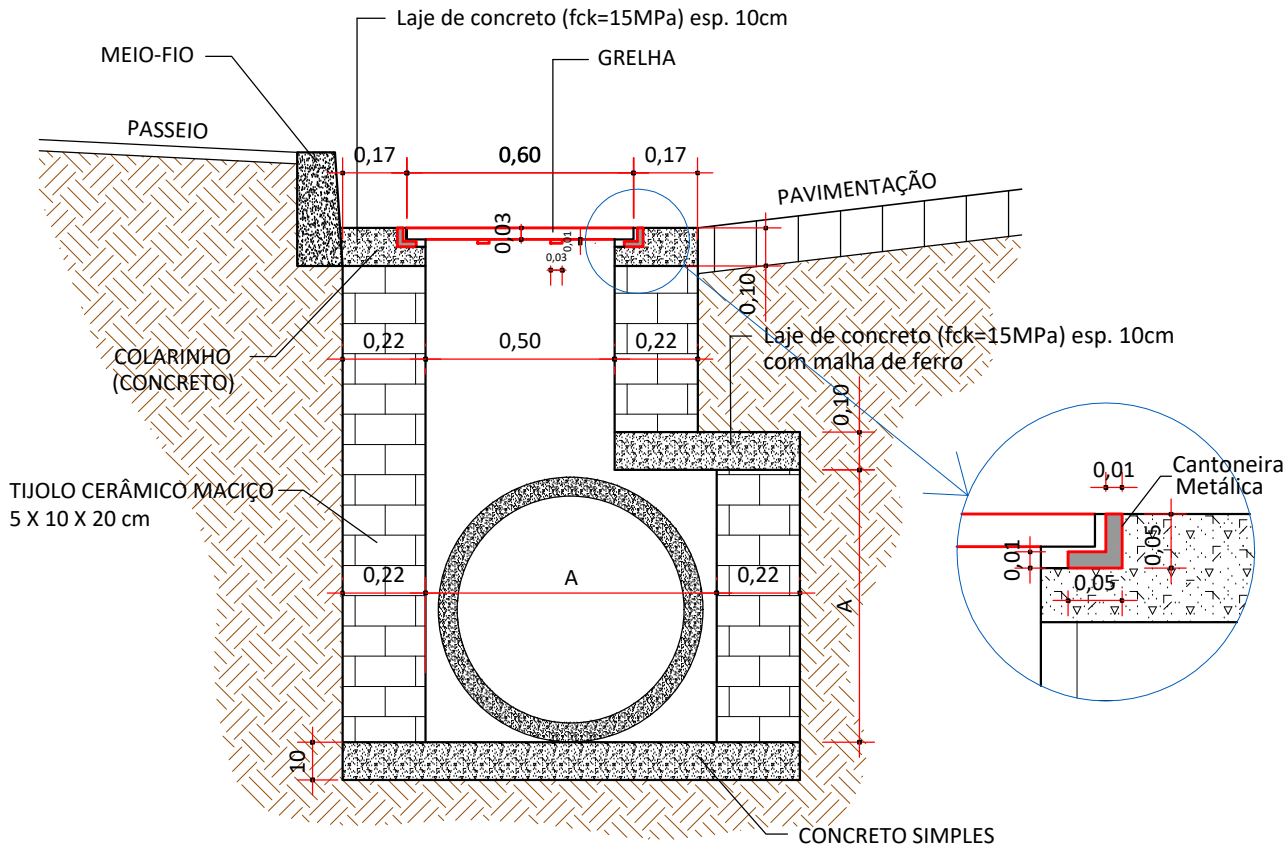 Laje de concreto (fck=15MPa) esp. 10cm
MEIO-FIO
GRELHA
PASSEIO
0,17
0,60
0,17
PAVIMENTAÇÃO
0,03
0,01
0,03
0,10
0,22
0,50
0,22
Laje de concreto (fck=15MPa) esp. 10cm
com malha de ferro
COLARINHO
(CONCRETO)
0,10
TIJOLO CERÂMICO MACIÇO
5 X 10 X 20 cm
0,01
Cantoneira
Metálica
0,01
0,05
0,05
0,22
A
0,22
A
10
CONCRETO SIMPLES